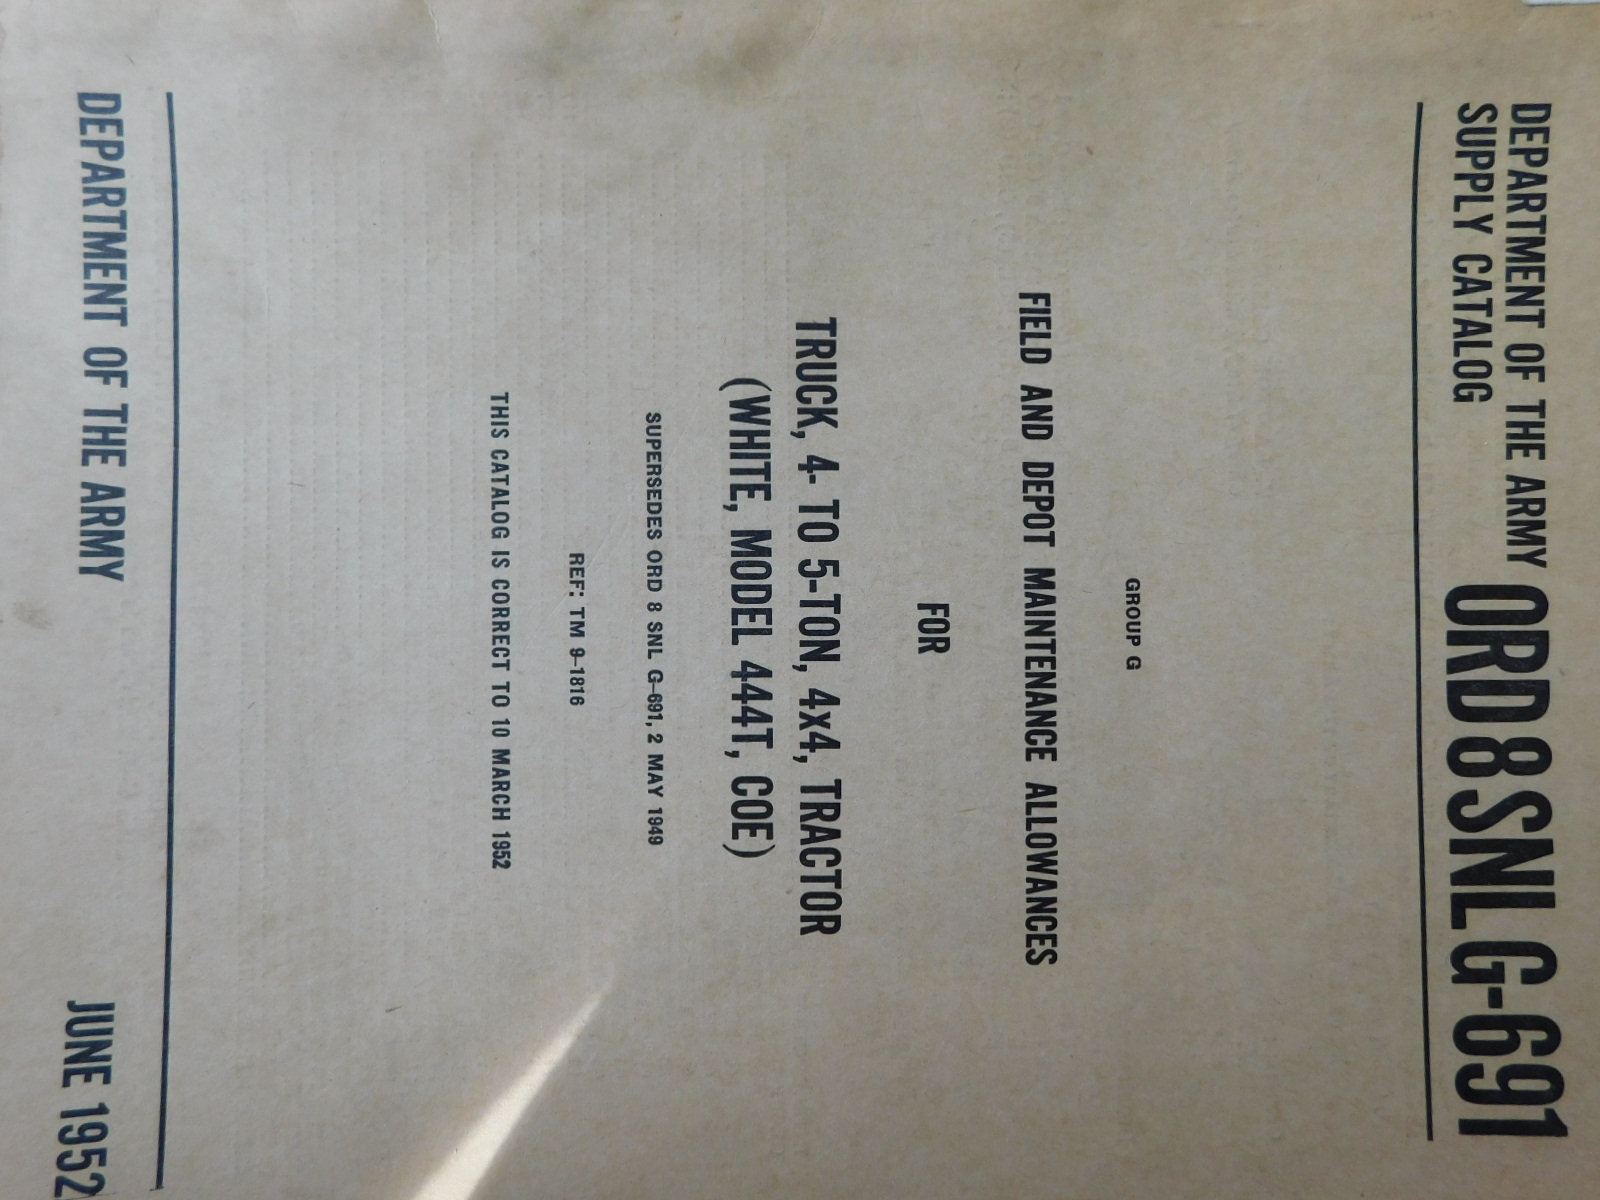 DEPARTMENT OF THE ARMY
SUPPLY CATALOG
ORD 8 SNL G-691
GROUP G
FIELD AND DEPOT MAINTENANCE ALLOWANCES
FOR
TRUCK, 4- TO 5-TON, 4x4, TRACTOR
(WHITE, MODEL 444T, COE)
SUPERSEDES ORD 8 SNL G-691, 2 MAY 1949
REF: TM 9-1816
THIS CATALOG IS CORRECT TO 10 MARCH 1952
DEPARTMENT OF THE ARMY
JUNE 1952